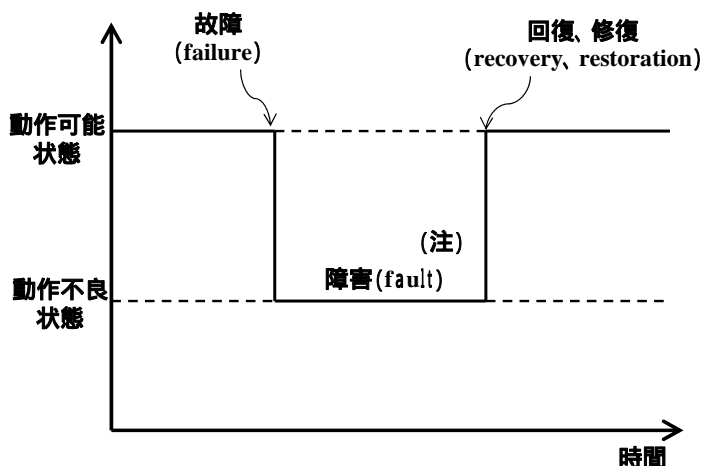 故障
(failure)
回復、修復
(recovery、restoration)
動作可能
状態
(注)
障害(fault)
動作不良
状態
時間